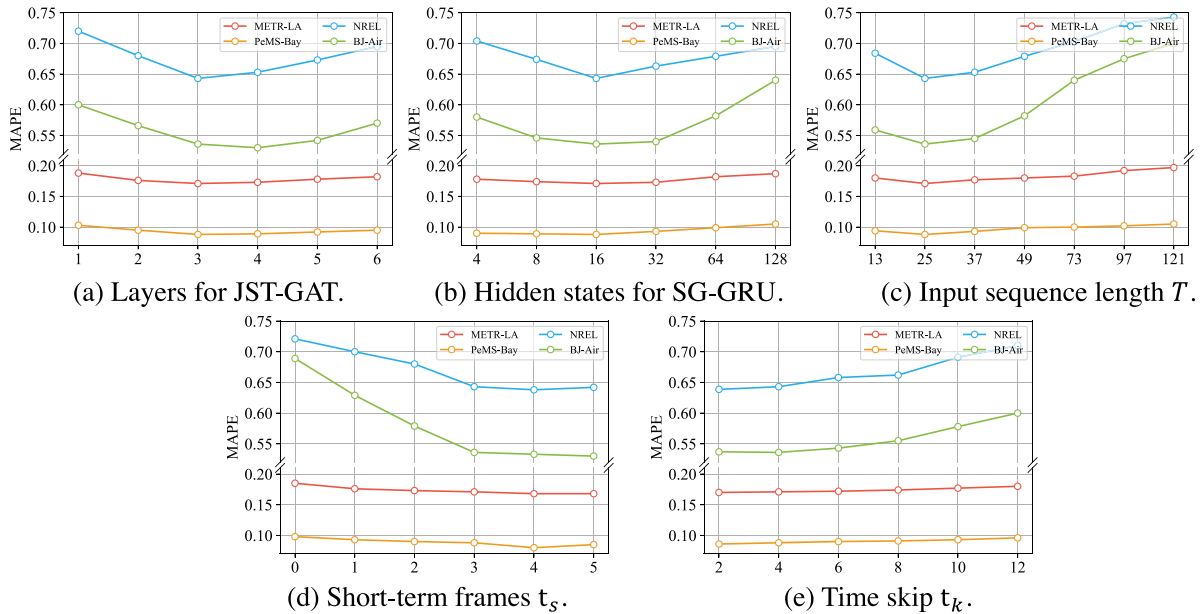 METR-LA NREL
PeMS-Bay BJ-Air
MAPE
0.75
0.70
0.65
0.60
0.55
0.20
0.15
0.10
1 2 3 4 5 6
(a) Layers for JST-GAT.
METR-LA NREL
PeMS-Bay BJ-Air
MAPE
0.75
0.70
0.65
0.60
0.55
0.20
0.15
0.10
4 8 16 32 64 128
(b) Hidden states for SG-GRU.
METR-LA NREL
PeMS-Bay BJ-Air
MAPE
0.75
0.70
0.65
0.60
0.55
0.20
0.15
0.10
13 25 37 49 73 97 121
(c) Input sequence length T.
METR-LA NREL
PeMS-Bay BJ-Air
MAPE
0.75
0.70
0.65
0.60
0.55
0.20
0.15
0.10
0 1 2 3 4 5
(d) Short-term frames tₛ.
METR-LA NREL
PeMS-Bay BJ-Air
MAPE
0.75
0.70
0.65
0.60
0.55
0.20
0.15
0.10
2 4 6 8 10 12
(e) Time skip tₖ.